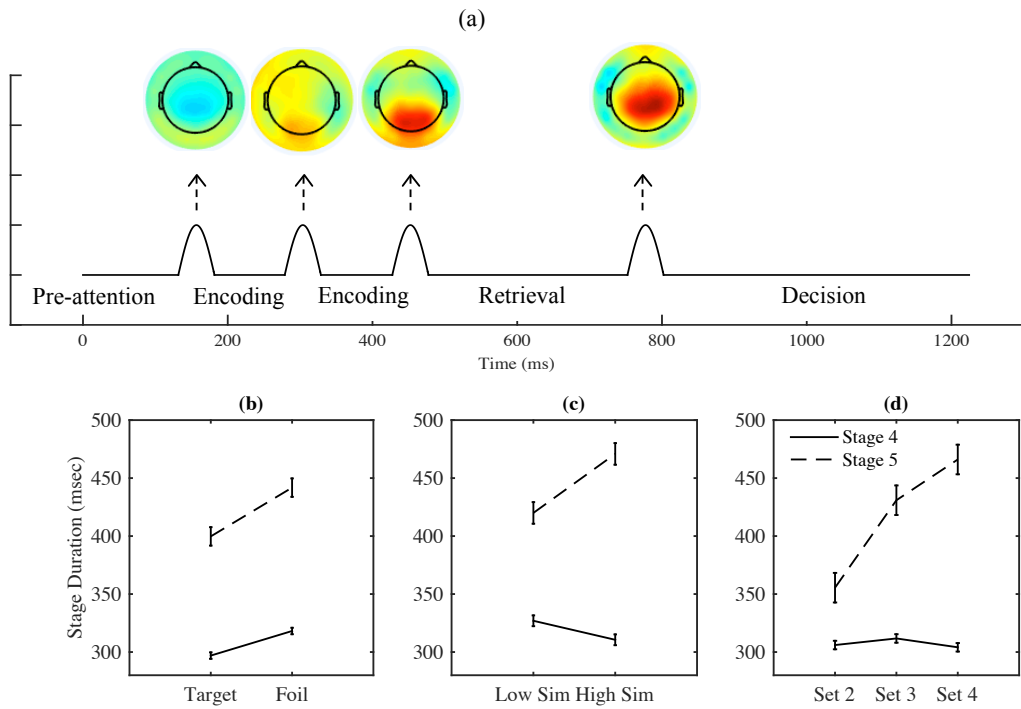 (a)
Pre-attention Encoding Encoding Retrieval Decision
0 200 400 600 800 1000 1200
Time (ms)
(b) (c) (d)
500 500 500
Stage 4
Stage 5
450 450 450
400 400 400
350 350 350
300 300 300
Stage Duration (msec)
Target Foil Low Sim High Sim Set 2 Set 3 Set 4